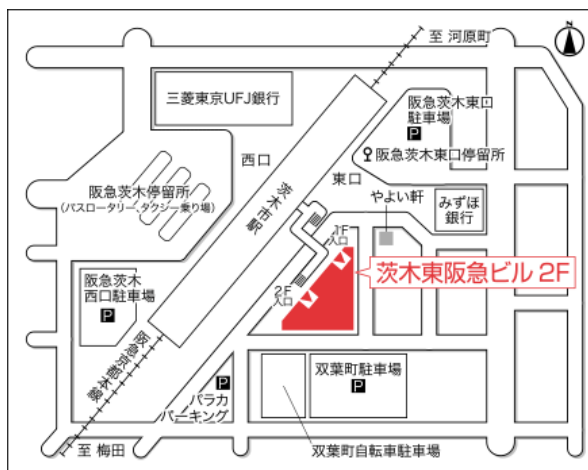 至 河原町
N
三菱東京UFJ銀行
阪急茨木東口
駐車場
P
阪急茨木東口停留所
西口
東口
茨木市駅
阪急茨木停留所
(バスロータリー、タクシー乗り場)
やよい軒
みずほ
銀行
1F
入口
茨木東阪急ビル 2F
2F
入口
阪急茨木
西口駐車場
P
阪急京都本線
P
パラカ
パーキング
双葉町駐車場
P
至 梅田
双葉町自転車駐車場